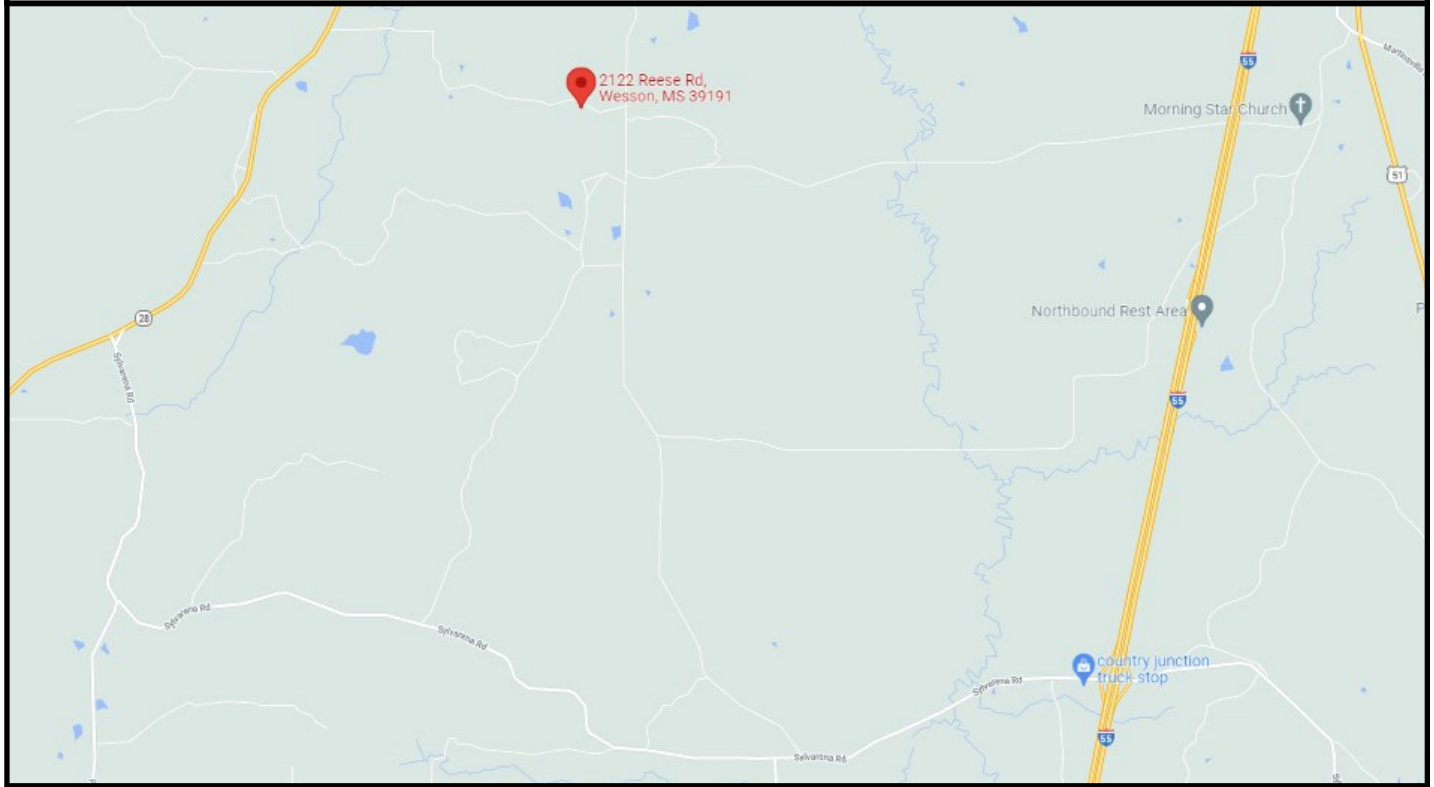 55
2122 Reese Rd,
Wesson, MS 39191
Morning Star Church
51
Northbound Rest Area
28
Sylvarena Rd
55
Sylvarena Rd
Sylvarena Rd
country junction
truck stop
Sylvarena Rd
55
Sylvarena Rd